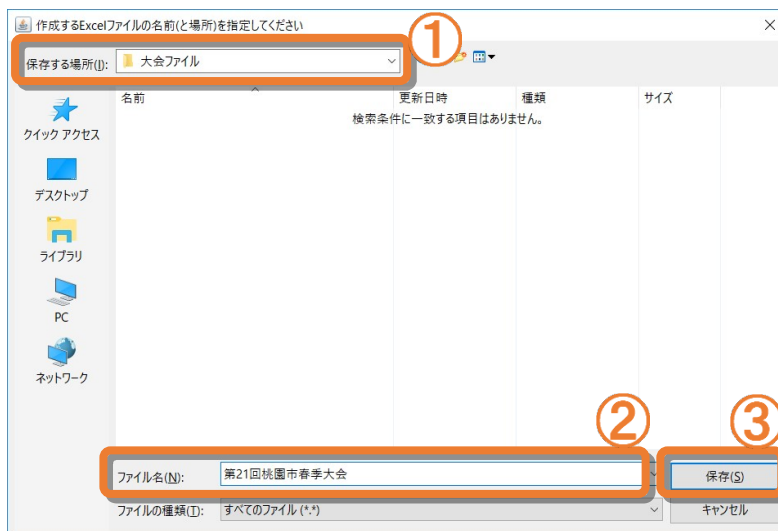 作成するExcelファイルの名前(と場所)を指定してください
①
保存する場所(I): 大会ファイル
名前 更新日時 種類 サイズ
検索条件に一致する項目はありません。
クイック アクセス
デスクトップ
ライブラリ
PC
ネットワーク
② ③
ファイル名(N): 第21回桃園市春季大会 保存(S)
ファイルの種類(T): すべてのファイル (*.*) キャンセル